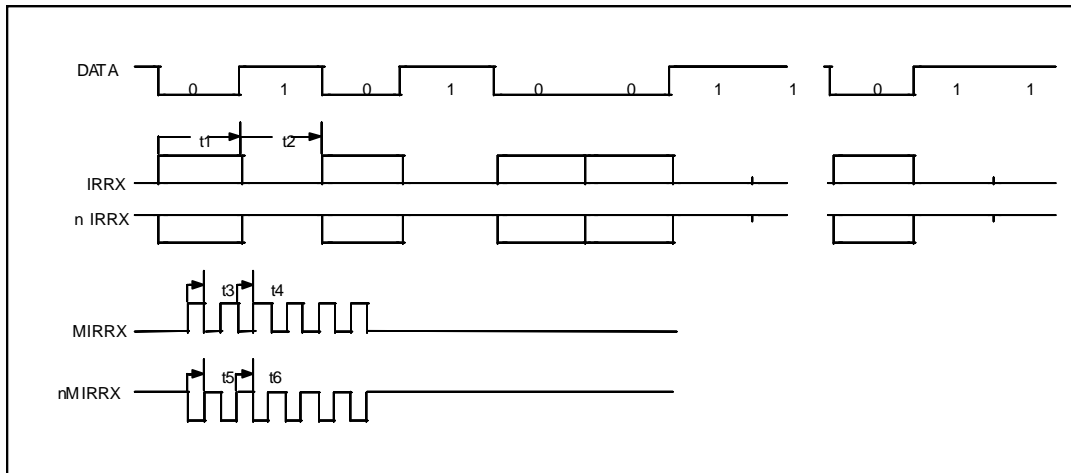 DATA
0 1 0 1 0 0 1 1 0 1 1
t1 t2
IRRX
n IRRX
t3 t4
MIRRX
t5 t6
nMIRRX